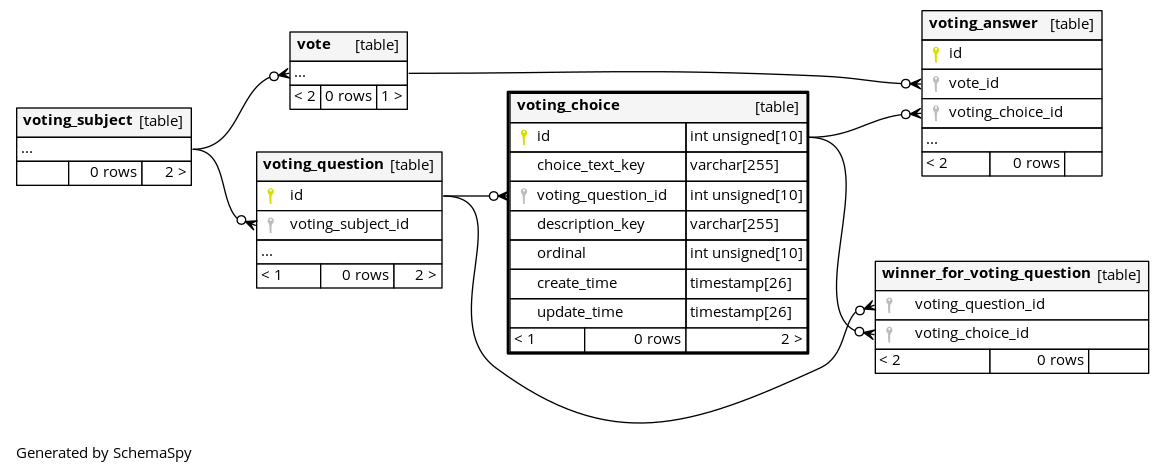 vote [table]
...
< 2 0 rows 1 >
voting_subject [table]
...
0 rows 2 >
voting_question [table]
id
voting_subject_id
...
< 1 0 rows 2 >
voting_choice [table]
id int unsigned[10]
choice_text_key varchar[255]
voting_question_id int unsigned[10]
description_key varchar[255]
ordinal int unsigned[10]
create_time timestamp[26]
update_time timestamp[26]
< 1 0 rows 2 >
voting_answer [table]
id
vote_id
voting_choice_id
...
< 2 0 rows
winner_for_voting_question [table]
voting_question_id
voting_choice_id
< 2 0 rows
Generated by SchemaSpy